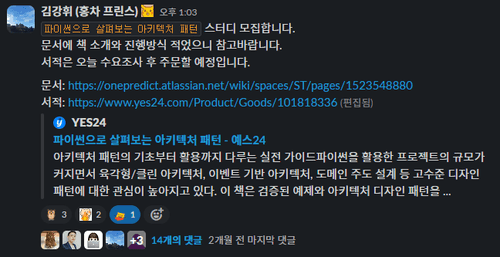 김강휘 (홍차 프린스) 오후 1:03
파이썬으로 살펴보는 아키텍처 패턴 스터디 모집합니다.
문서에 책 소개와 진행방식 적었으니 참고바랍니다.
서적은 오늘 수요조사 후 주문할 예정입니다.
문서: https://onepredict.atlassian.net/wiki/spaces/ST/pages/1523548880
서적: https://www.yes24.com/Product/Goods/101818336 (편집됨)
YES24
파이썬으로 살펴보는 아키텍처 패턴 - 예스24
아키텍처 패턴의 기초부터 활용까지 다루는 실전 가이드파이썬을 활용한 프로젝트의 규모가
커지면서 육각형/클린 아키텍처, 이벤트 기반 아키텍처, 도메인 주도 설계 등 고수준 디자인
패턴에 대한 관심이 높아지고 있다. 이 책은 검증된 예제와 아키텍처 디자인 패턴을 ...
3 2 1
+3 14개의 댓글 2개월 전 마지막 댓글